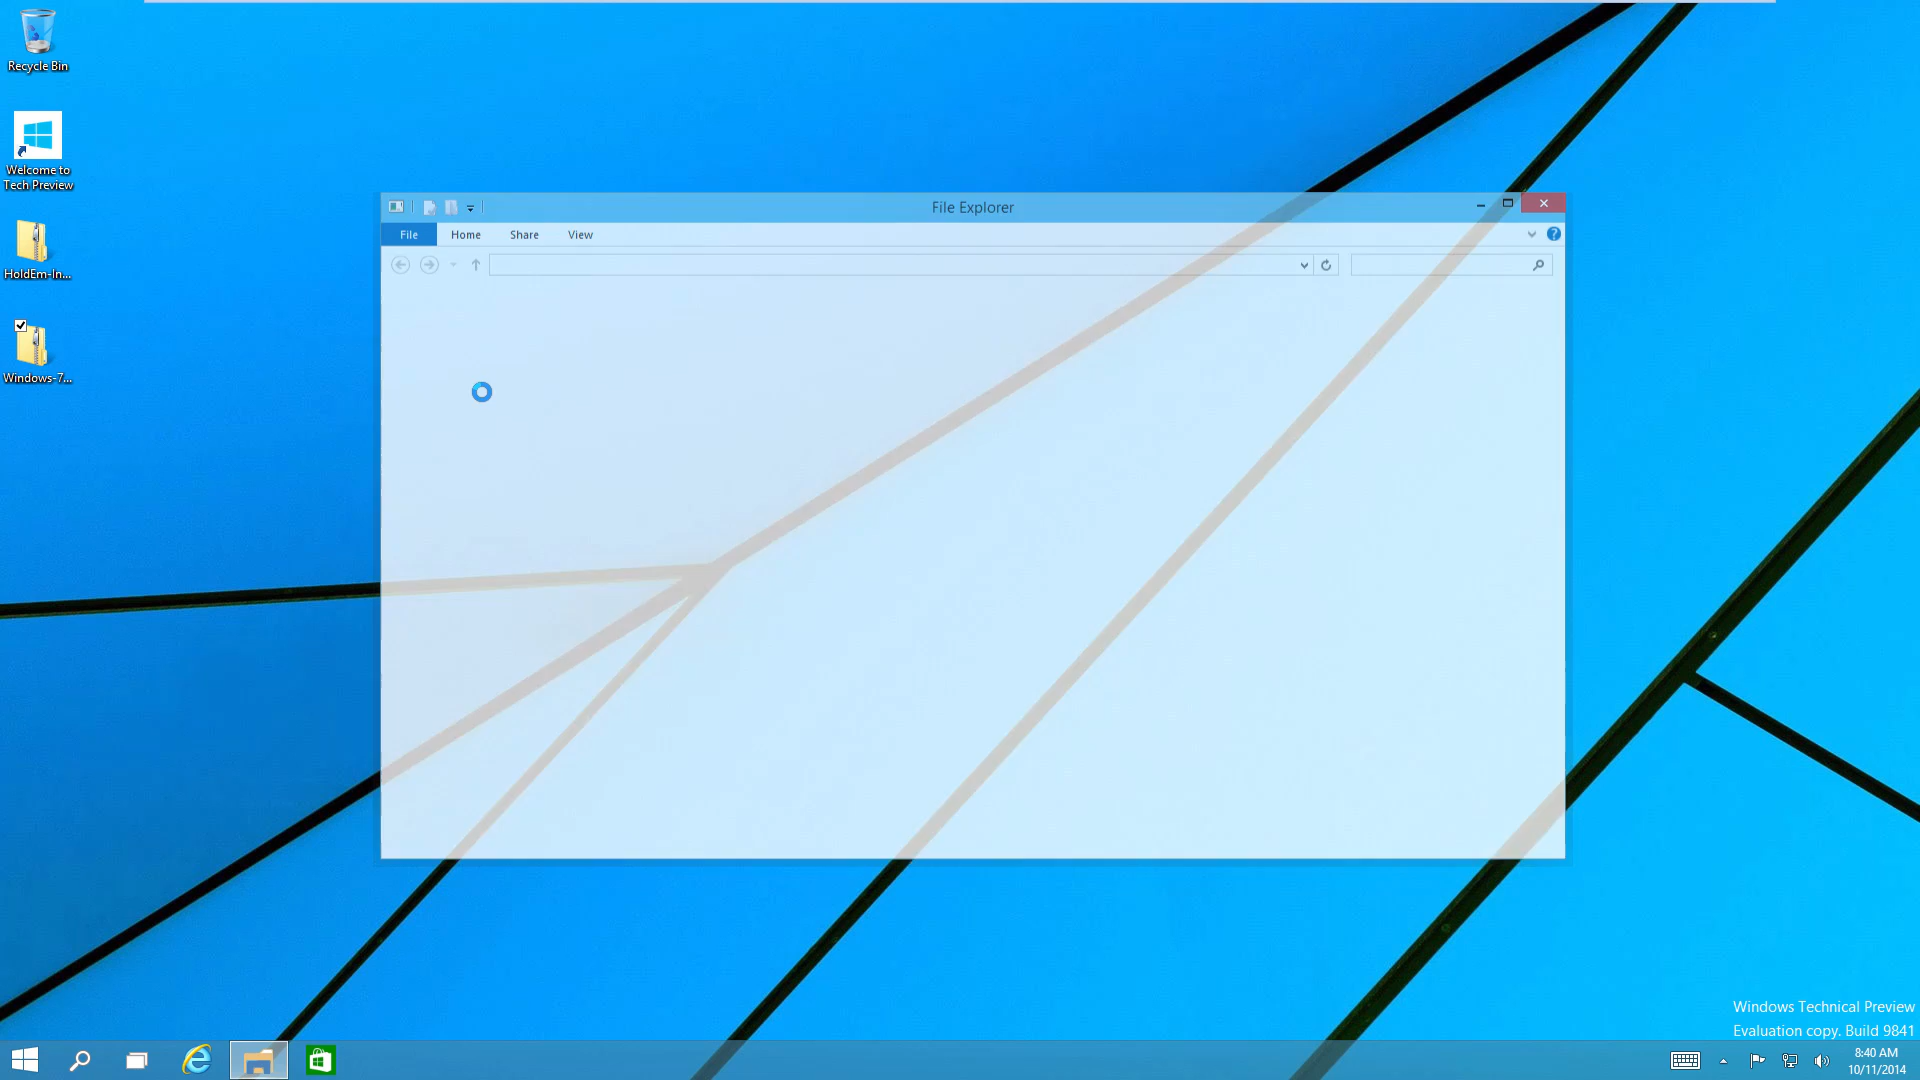 Recycle Bin
Welcome to
Tech Preview
HoldEm-In...
Windows-7...
File Explorer
File
Home
Share
View
Windows Technical Preview
Evaluation copy. Build 9841
8:40 AM
10/11/2014